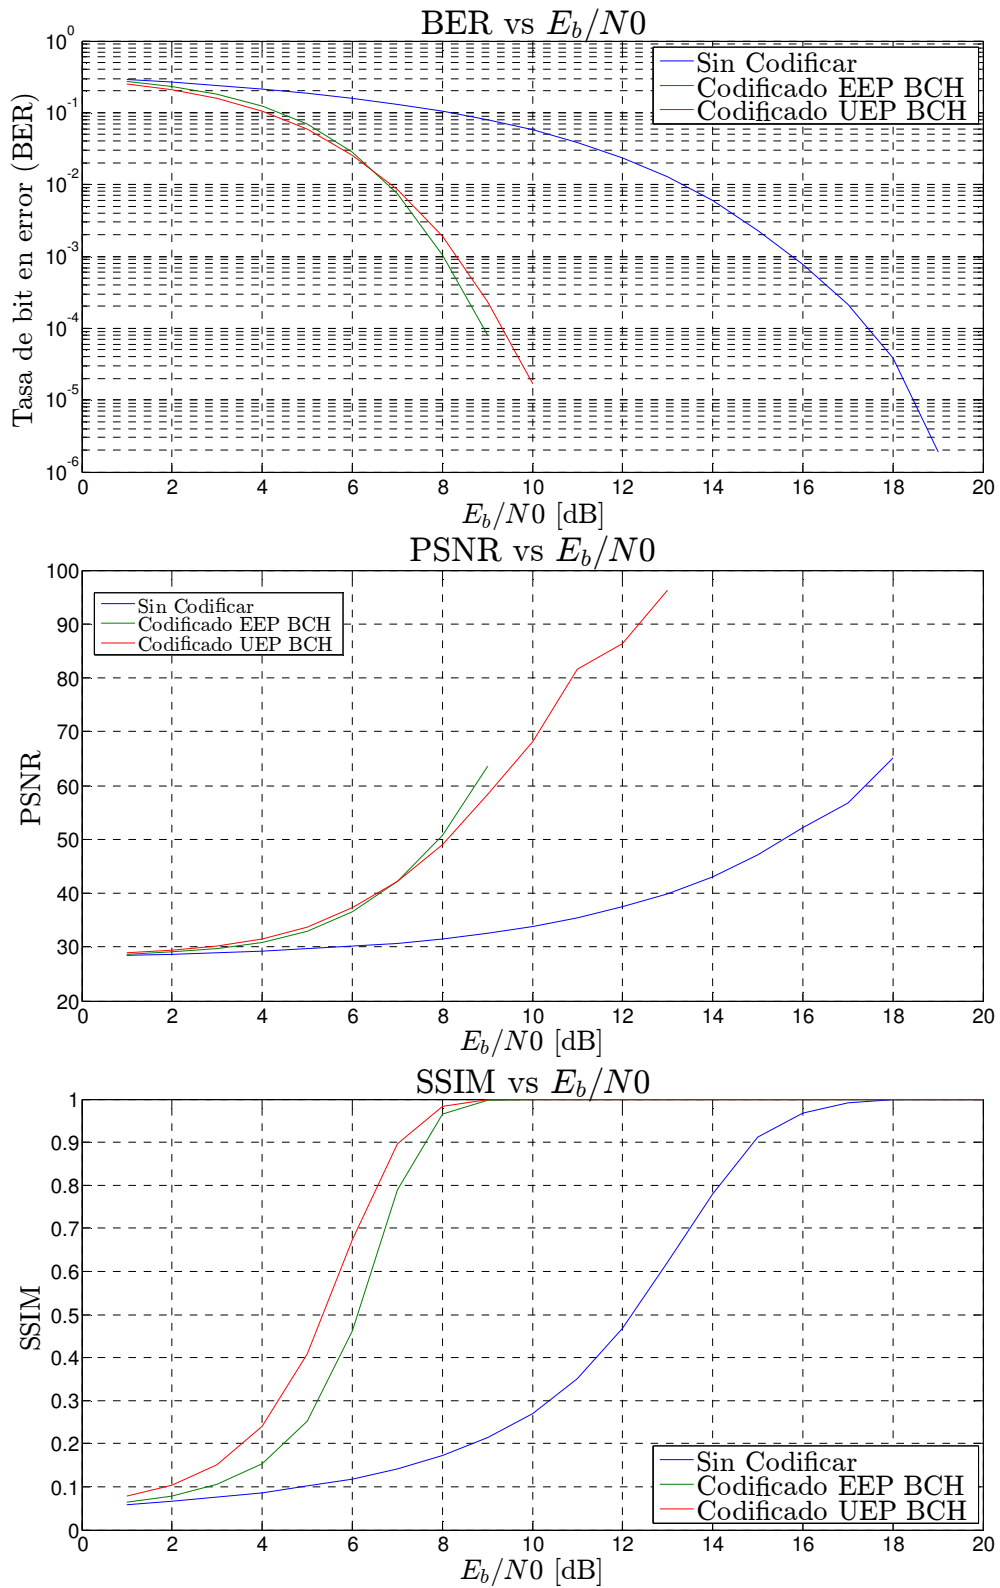 BER vs E_b/N0
10^0
10^-1
10^-2
10^-3
10^-4
10^-5
10^-6
Tasa de bit en error (BER)
Sin Codificar
Codificado EEP BCH
Codificado UEP BCH
0 2 4 6 8 10 12 14 16 18 20
E_b/N0 [dB]
PSNR vs E_b/N0
100
90
80
70
60
50
40
30
20
PSNR
Sin Codificar
Codificado EEP BCH
Codificado UEP BCH
0 2 4 6 8 10 12 14 16 18 20
E_b/N0 [dB]
SSIM vs E_b/N0
1
0.9
0.8
0.7
0.6
0.5
0.4
0.3
0.2
0.1
0
SSIM
Sin Codificar
Codificado EEP BCH
Codificado UEP BCH
0 2 4 6 8 10 12 14 16 18 20
E_b/N0 [dB]